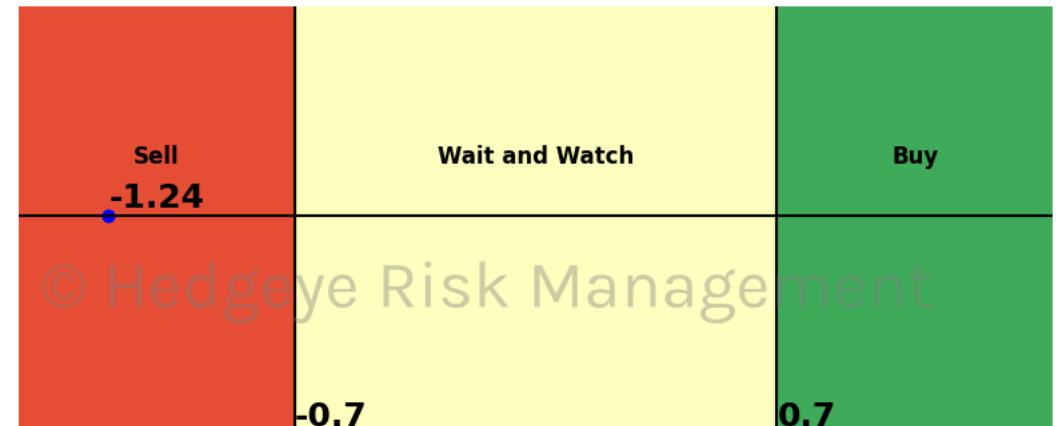 Sell
Wait and Watch
Buy
-1.24
© Hedgeye Risk Management
-0.7
0.7